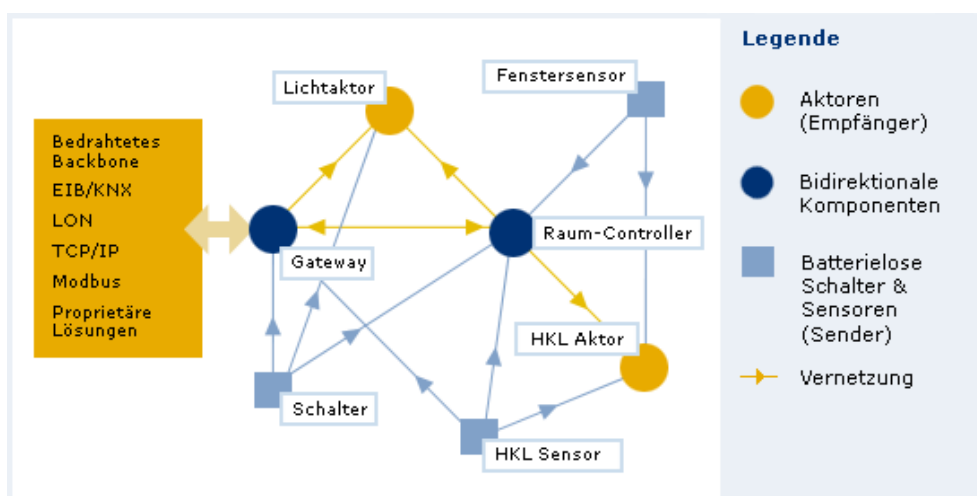 Lichtaktor
Fenstersensor
Bedrahtetes
Backbone
EIB/KNX
LON
TCP/IP
Modbus
Proprietäre
Lösungen
Gateway
Raum-Controller
HKL Aktor
Schalter
HKL Sensor
Legende
Aktoren
(Empfänger)
Bidirektionale
Komponenten
Batterielose
Schalter &
Sensoren
(Sender)
Vernetzung